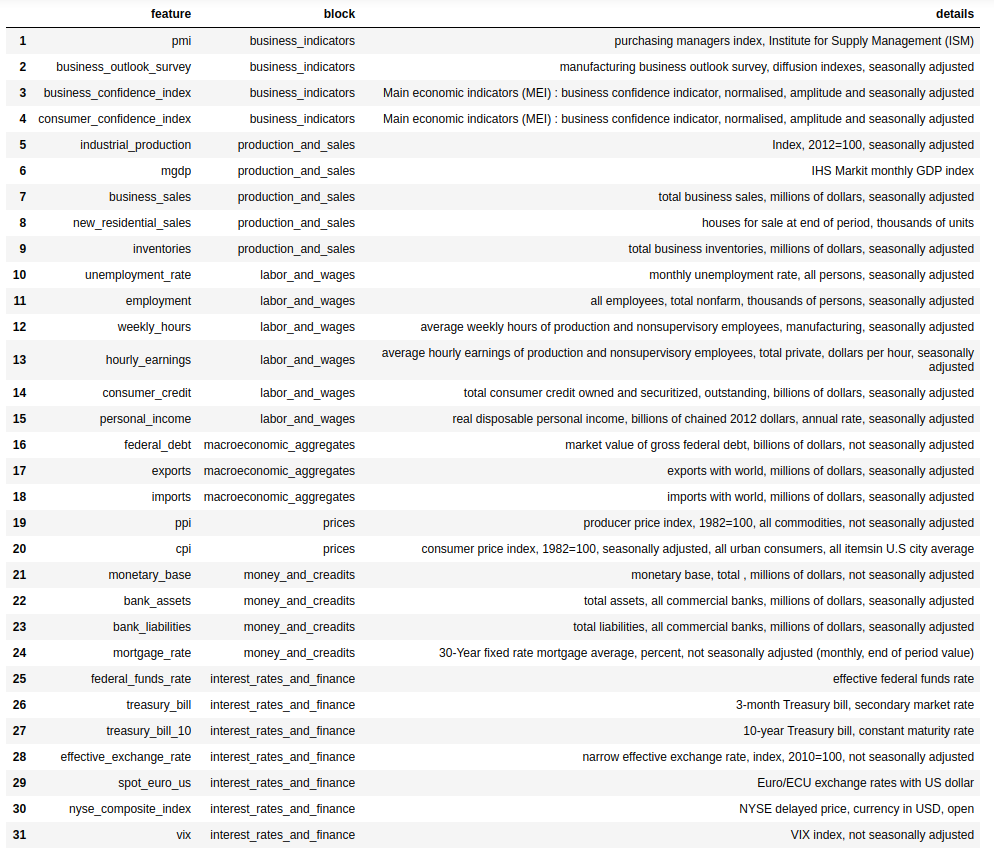 feature block details
1 pmi business_indicators purchasing managers index, Institute for Supply Management (ISM)
2 business_outlook_survey business_indicators manufacturing business outlook survey, diffusion indexes, seasonally adjusted
3 business_confidence_index business_indicators Main economic indicators (MEI) : business confidence indicator, normalised, amplitude and seasonally adjusted
4 consumer_confidence_index business_indicators Main economic indicators (MEI) : business confidence indicator, normalised, amplitude and seasonally adjusted
5 industrial_production production_and_sales Index, 2012=100, seasonally adjusted
6 mgdp production_and_sales IHS Markit monthly GDP index
7 business_sales production_and_sales total business sales, millions of dollars, seasonally adjusted
8 new_residential_sales production_and_sales houses for sale at end of period, thousands of units
9 inventories production_and_sales total business inventories, millions of dollars, seasonally adjusted
10 unemployment_rate labor_and_wages monthly unemployment rate, all persons, seasonally adjusted
11 employment labor_and_wages all employees, total nonfarm, thousands of persons, seasonally adjusted
12 weekly_hours labor_and_wages average weekly hours of production and nonsupervisory employees, manufacturing, seasonally adjusted
13 hourly_earnings labor_and_wages average hourly earnings of production and nonsupervisory employees, total private, dollars per hour, seasonally
adjusted
14 consumer_credit labor_and_wages total consumer credit owned and securitized, outstanding, billions of dollars, seasonally adjusted
15 personal_income labor_and_wages real disposable personal income, billions of chained 2012 dollars, annual rate, seasonally adjusted
16 federal_debt macroeconomic_aggregates market value of gross federal debt, billions of dollars, not seasonally adjusted
17 exports macroeconomic_aggregates exports with world, millions of dollars, seasonally adjusted
18 imports macroeconomic_aggregates imports with world, millions of dollars, seasonally adjusted
19 ppi prices producer price index, 1982=100, all commodities, not seasonally adjusted
20 cpi prices consumer price index, 1982=100, seasonally adjusted, all urban consumers, all itemsin U.S city average
21 monetary_base money_and_creadits monetary base, total , millions of dollars, not seasonally adjusted
22 bank_assets money_and_creadits total assets, all commercial banks, millions of dollars, seasonally adjusted
23 bank_liabilities money_and_creadits total liabilities, all commercial banks, millions of dollars, seasonally adjusted
24 mortgage_rate money_and_creadits 30-Year fixed rate mortgage average, percent, not seasonally adjusted (monthly, end of period value)
25 federal_funds_rate interest_rates_and_finance effective federal funds rate
26 treasury_bill interest_rates_and_finance 3-month Treasury bill, secondary market rate
27 treasury_bill_10 interest_rates_and_finance 10-year Treasury bill, constant maturity rate
28 effective_exchange_rate interest_rates_and_finance narrow effective exchange rate, index, 2010=100, not seasonally adjusted
29 spot_euro_us interest_rates_and_finance Euro/ECU exchange rates with US dollar
30 nyse_composite_index interest_rates_and_finance NYSE delayed price, currency in USD, open
31 vix interest_rates_and_finance VIX index, not seasonally adjusted